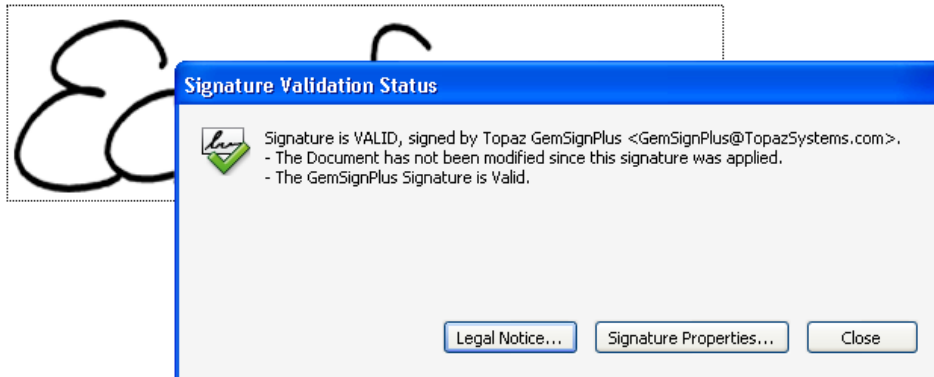 Signature Validation Status
Signature is VALID, signed by Topaz GemSignPlus <GemSignPlus@TopazSystems.com>.
- The Document has not been modified since this signature was applied.
- The GemSignPlus Signature is Valid.
Legal Notice... Signature Properties... Close